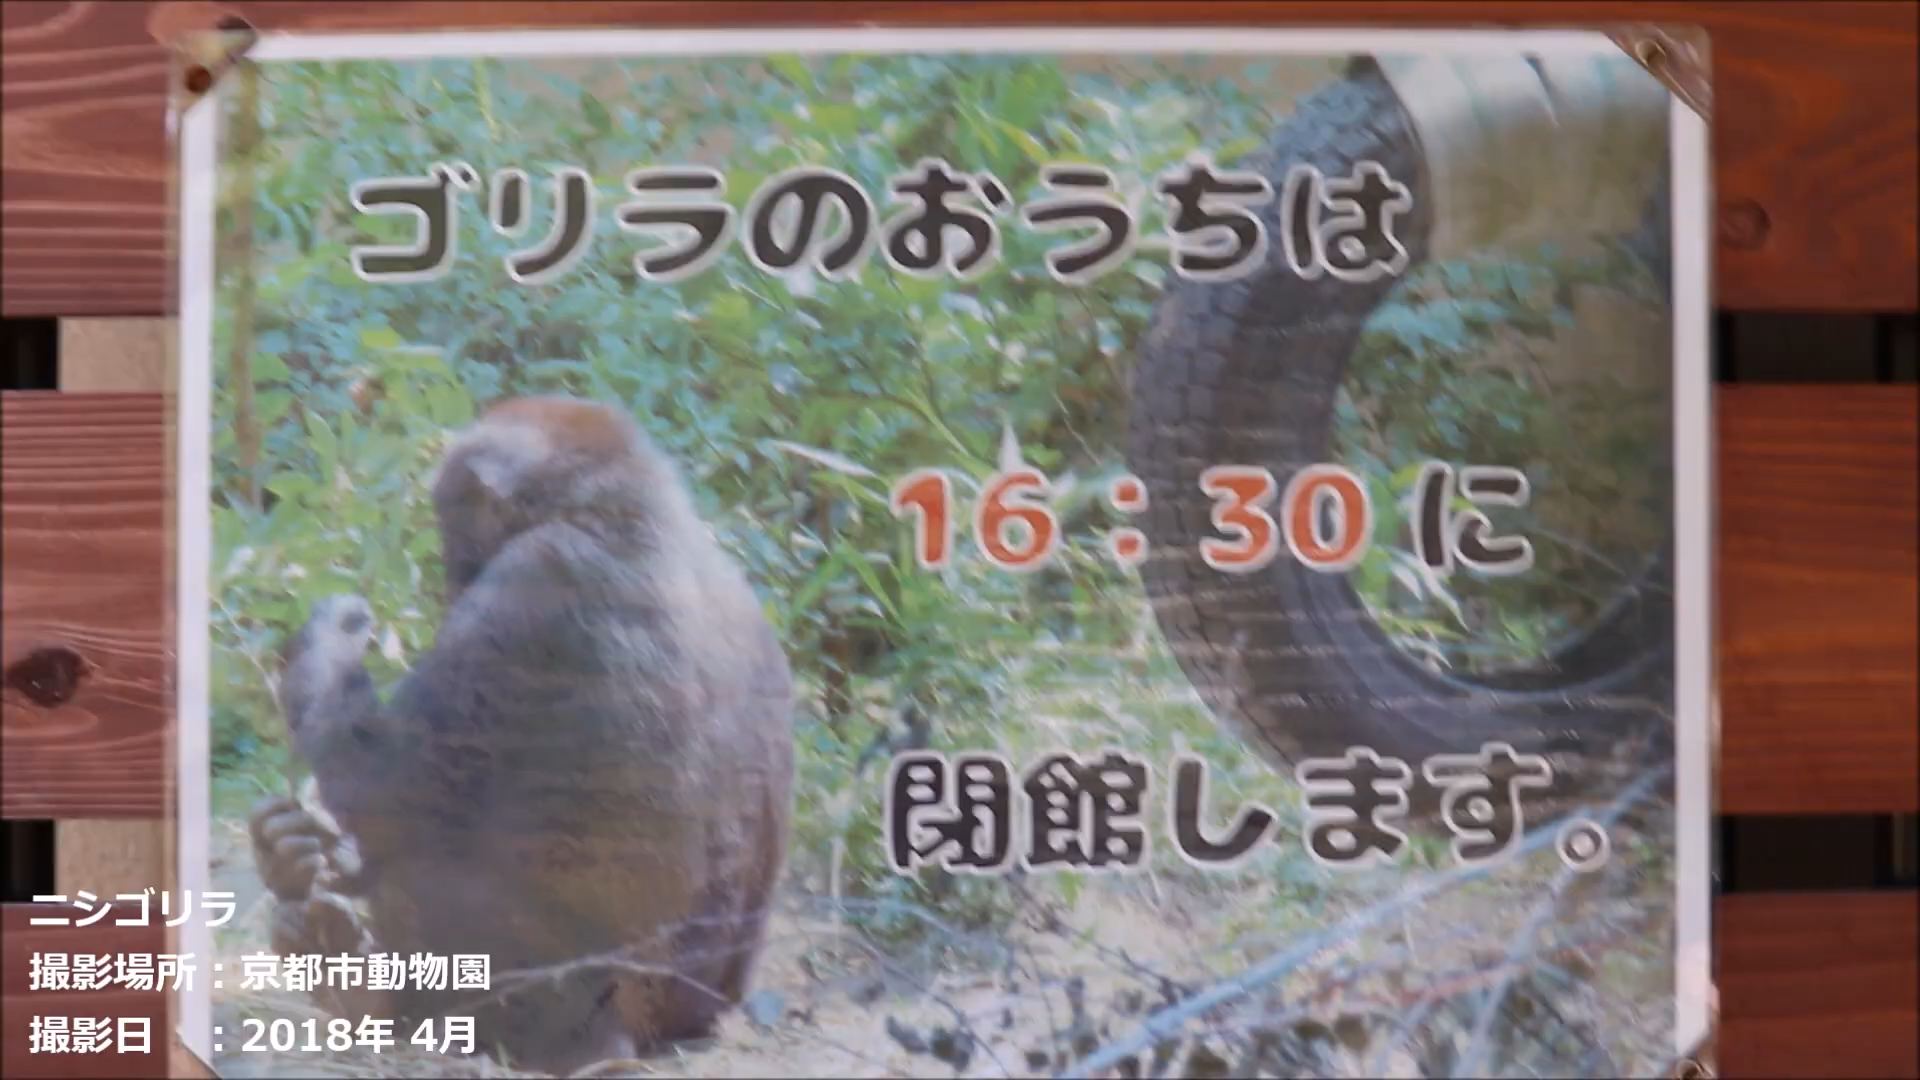 ゴリラのおうちは
16：30に
閉館します。
ニシゴリラ
撮影場所：京都市動物園
撮影日　：2018年 4月